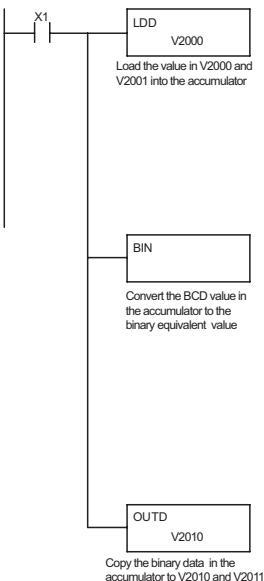 X1
LDD
V2000
Load the value in V2000 and
V2001 into the accumulator
BIN
Convert the BCD value in
the accumulator to the
binary equivalent value
OUTD
V2010
Copy the binary data in the
accumulator to V2010 and V2011